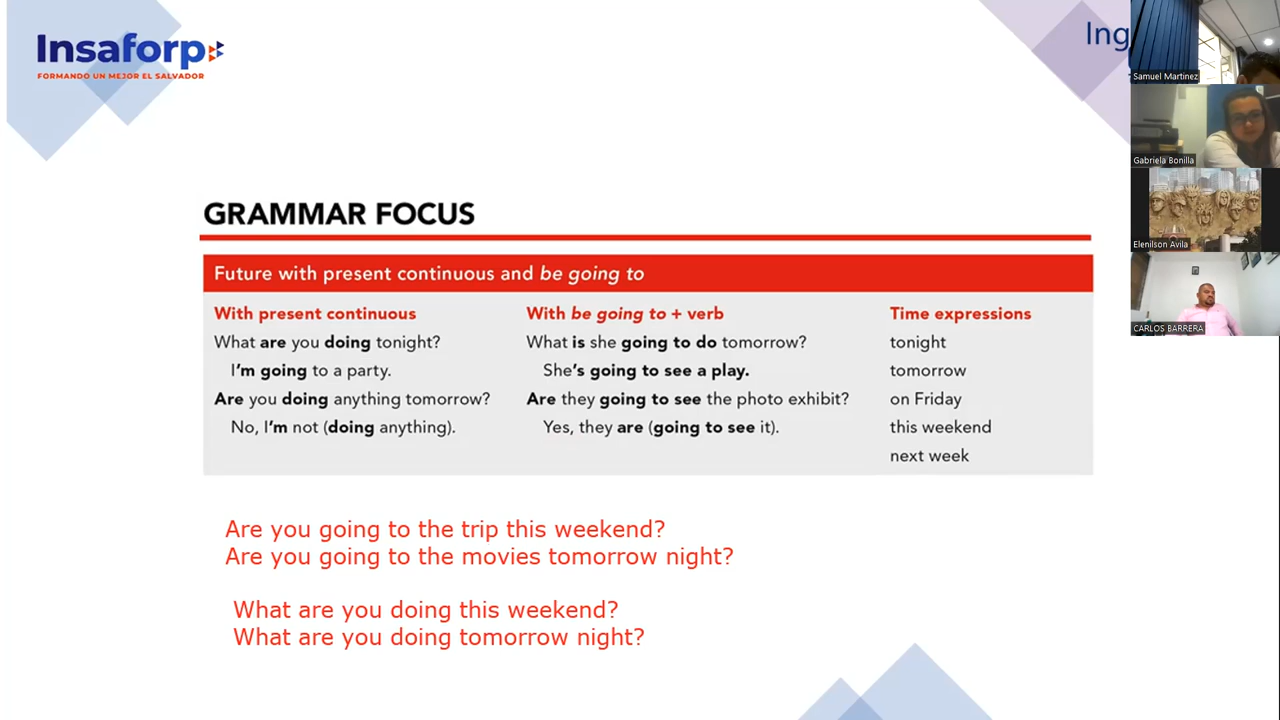 Insaforp
FORMANDO UN MEJOR EL SALVADOR
Ing
Samuel Martinez
Gabriela Bonilla
Elenilson Avila
CARLOS BARRERA
GRAMMAR FOCUS
Future with present continuous and be going to
With present continuous
What are you doing tonight?
I'm going to a party.
Are you doing anything tomorrow?
No, I'm not (doing anything).
With be going to + verb
What is she going to do tomorrow?
She's going to see a play.
Are they going to see the photo exhibit?
Yes, they are (going to see it).
Time expressions
tonight
tomorrow
on Friday
this weekend
next week
Are you going to the trip this weekend?
Are you going to the movies tomorrow night?
What are you doing this weekend?
What are you doing tomorrow night?